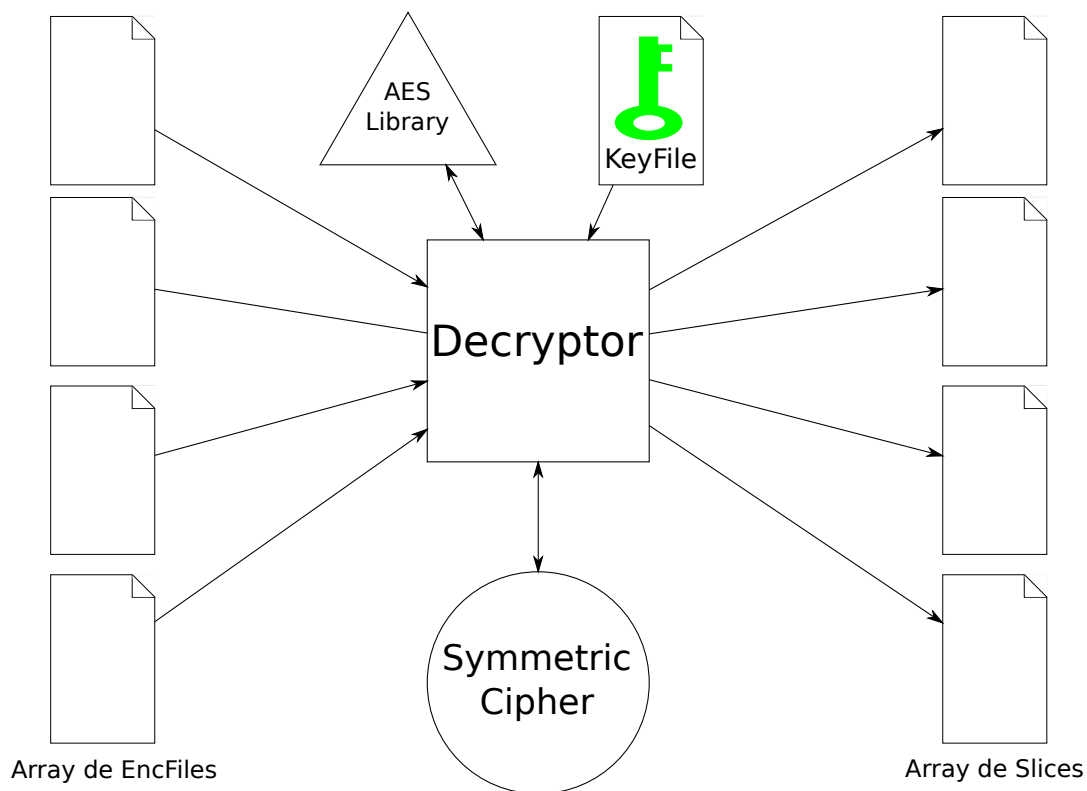 AES
Library
KeyFile
Decryptor
Symmetric
Cipher
Array de EncFiles
Array de Slices